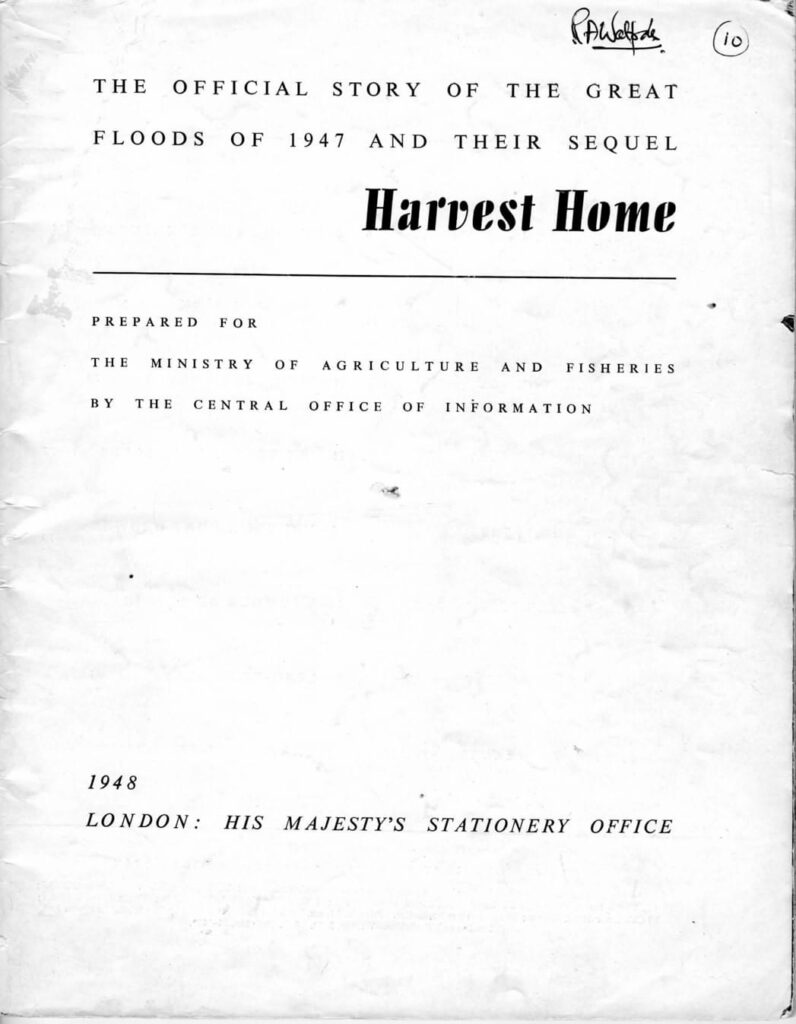 10
THE OFFICIAL STORY OF THE GREAT
FLOODS OF 1947 AND THEIR SEQUEL
Harvest Home
PREPARED FOR
THE MINISTRY OF AGRICULTURE AND FISHERIES
BY THE CENTRAL OFFICE OF INFORMATION
1948
LONDON: HIS MAJESTY'S STATIONERY OFFICE